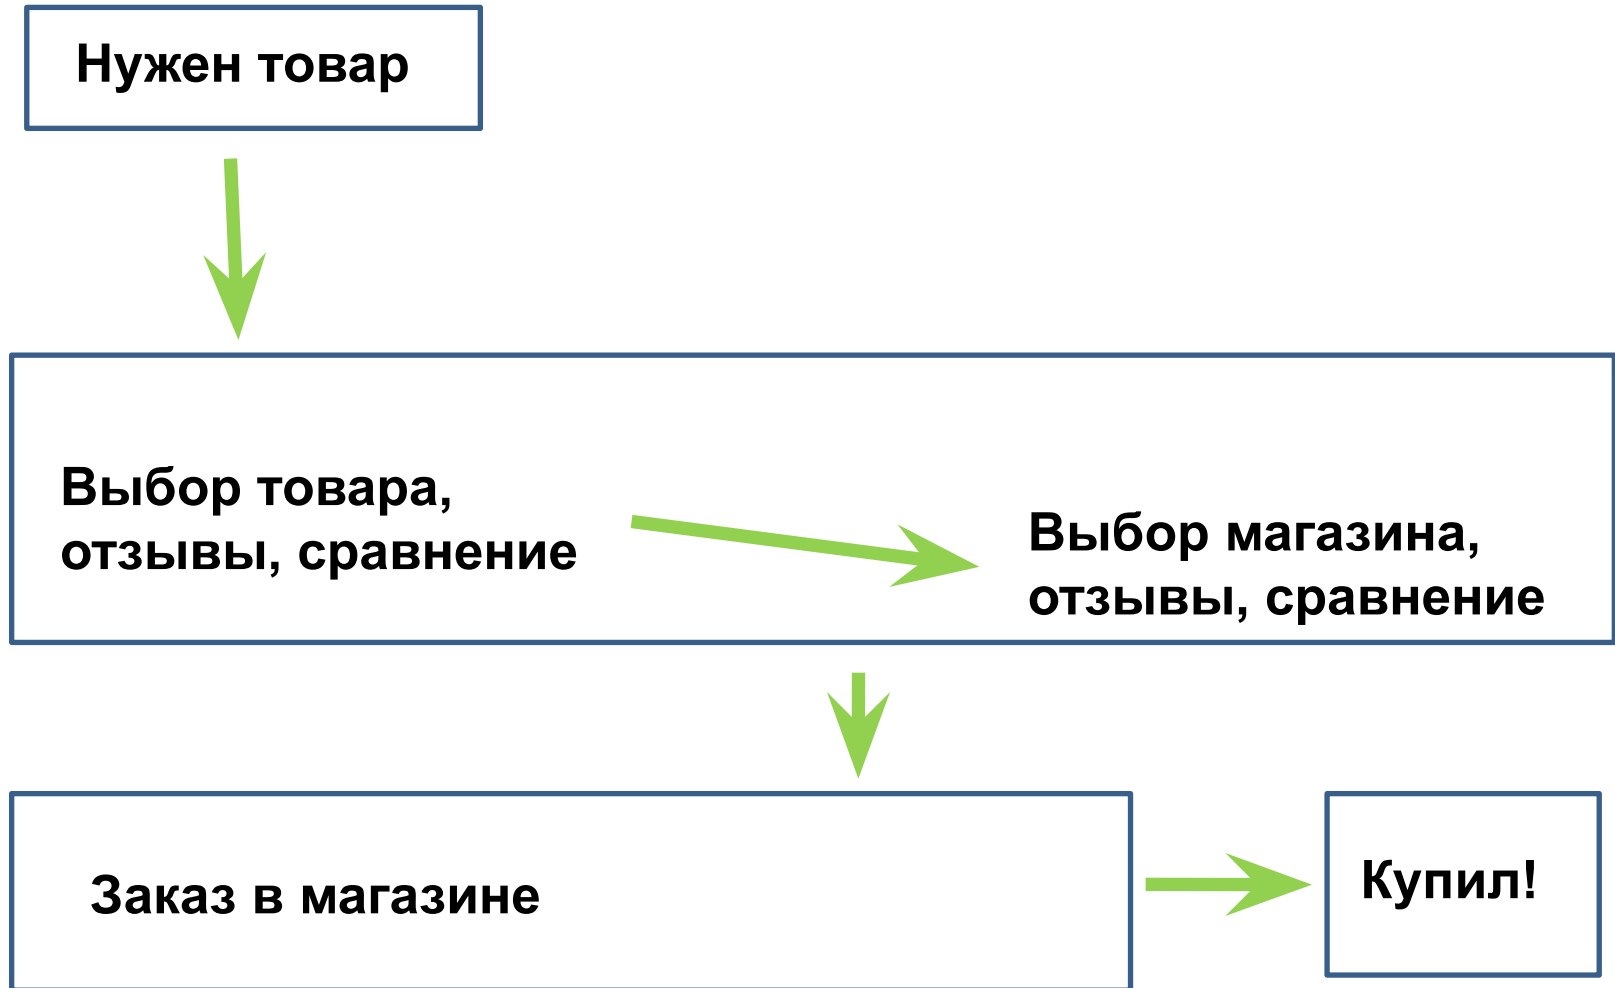 Нужен товар
Выбор товара,
отзывы, сравнение
Выбор магазина,
отзывы, сравнение
Заказ в магазине
Купил!